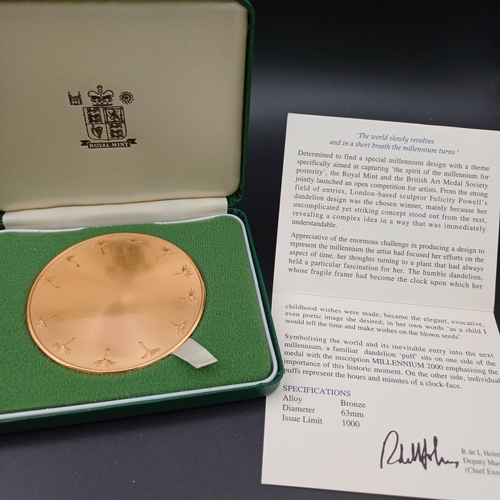 ROYAL MINT
'The world slowly revolves
and in a short breath the millennium turns'
Determined to find a special millennium design with a theme
specifically aimed at capturing 'the spirit of the millennium for
posterity', the Royal Mint and the British Art Medal Society
jointly launched an open competition for artists. From the strong
field of entries, London-based sculptor Felicity Powell's
dandelion design was the chosen winner, mainly because her
uncomplicated yet striking concept stood out from the rest,
revealing a complex idea in a way that was immediately
understandable.
Appreciative of the enormous challenge in producing a design to
represent the millennium the artist had focused her efforts on the
aspect of time, her thoughts turning to a plant that had always
held a particular fascination for her. The humble dandelion,
whose fragile frame had become the clock upon which her
childhood wishes were made, became the elegant, evocative,
even poetic image she desired; in her own words 'as a child I
would tell the time and make wishes on the blown seeds'
Symbolising the world and its inevitable entry into the next
millennium, a familiar dandelion "puff" sits on one side of the
medal with the inscription MILLENNIUM 2000 emphasising the
importance of this historic moment. On the other side, individual
puffs represent the hours and minutes of a clock-face.
SPECIFICATIONS
Alloy Bronze
Diameter 63mm
Issue Limit 1000
R de L Holm
Deputy Mas
(Chief Exe